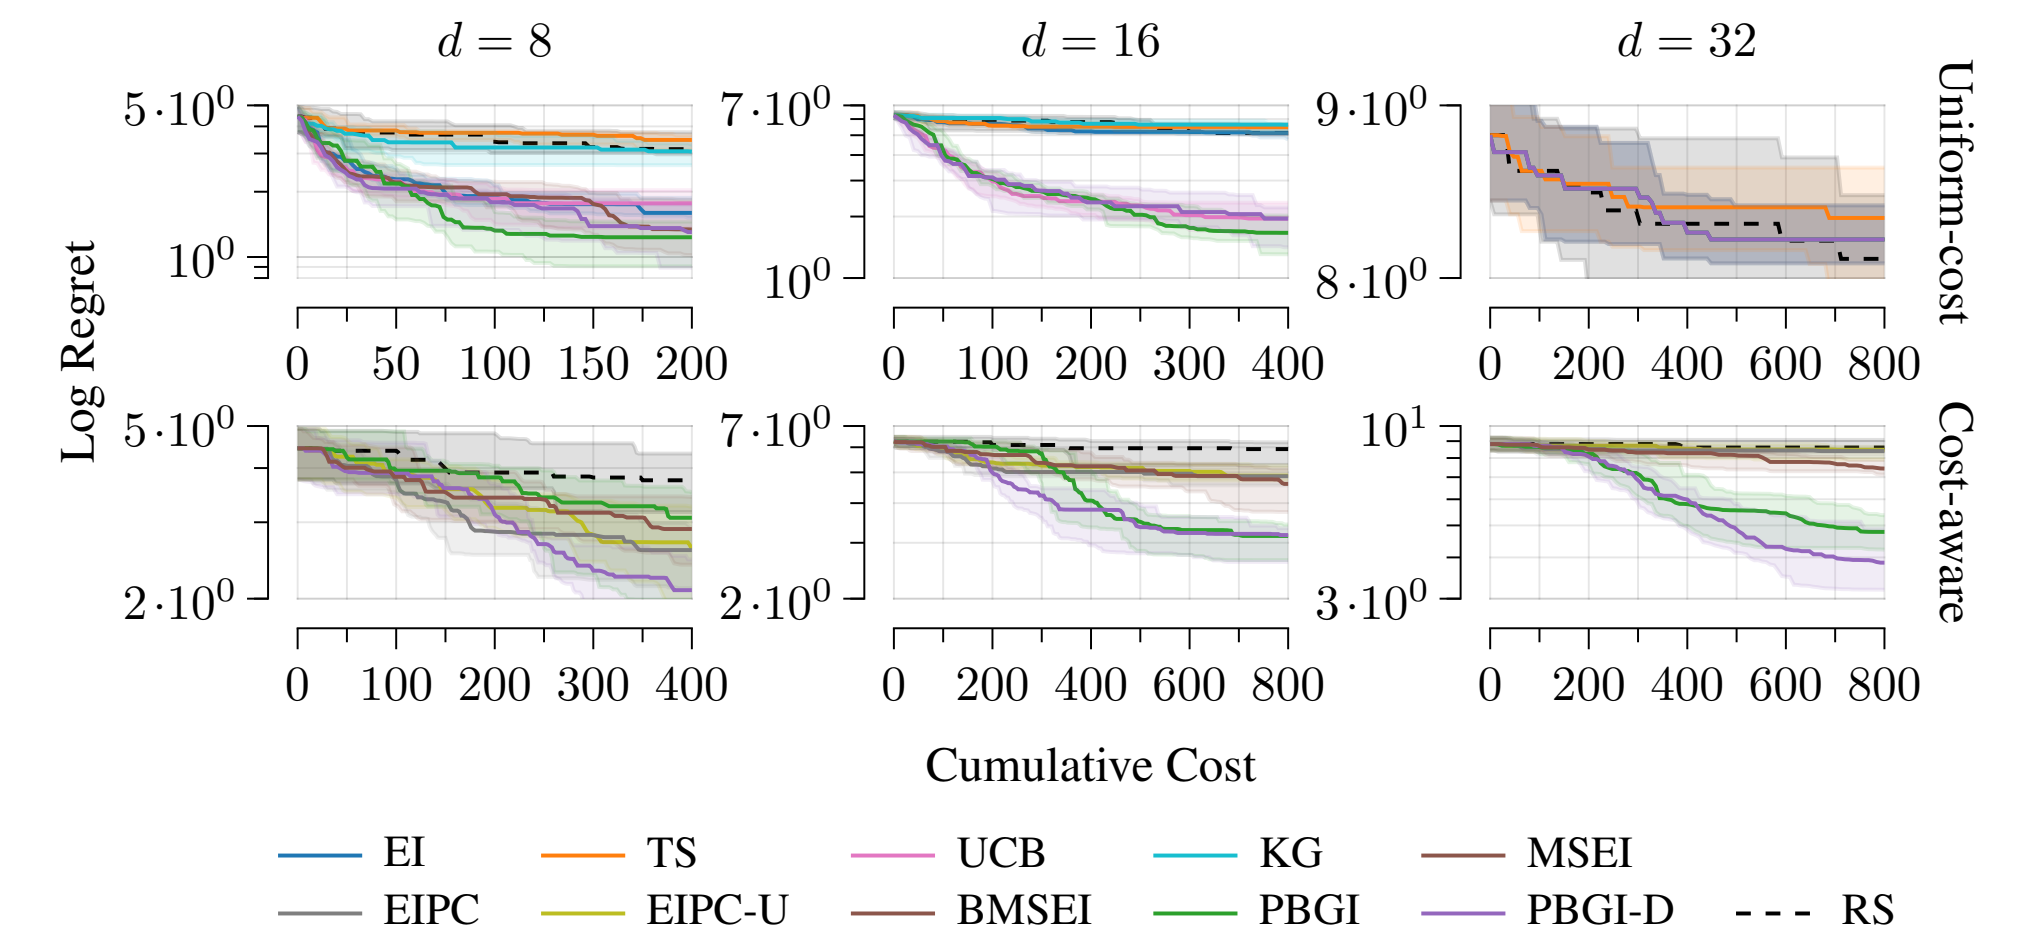 d = 8 d = 16 d = 32
Log Regret
Uniform-cost
5·10⁰
10⁰
0 50 100 150 200
7·10⁰
10⁰
0 100 200 300 400
9·10⁰
8·10⁰
0 200 400 600 800
Cost-aware
5·10⁰
2·10⁰
0 100 200 300 400
7·10⁰
2·10⁰
0 200 400 600 800
10¹
3·10⁰
0 200 400 600 800
Cumulative Cost
EI TS UCB KG MSEI
EIPC EIPC-U BMSEI PBGI PBGI-D RS